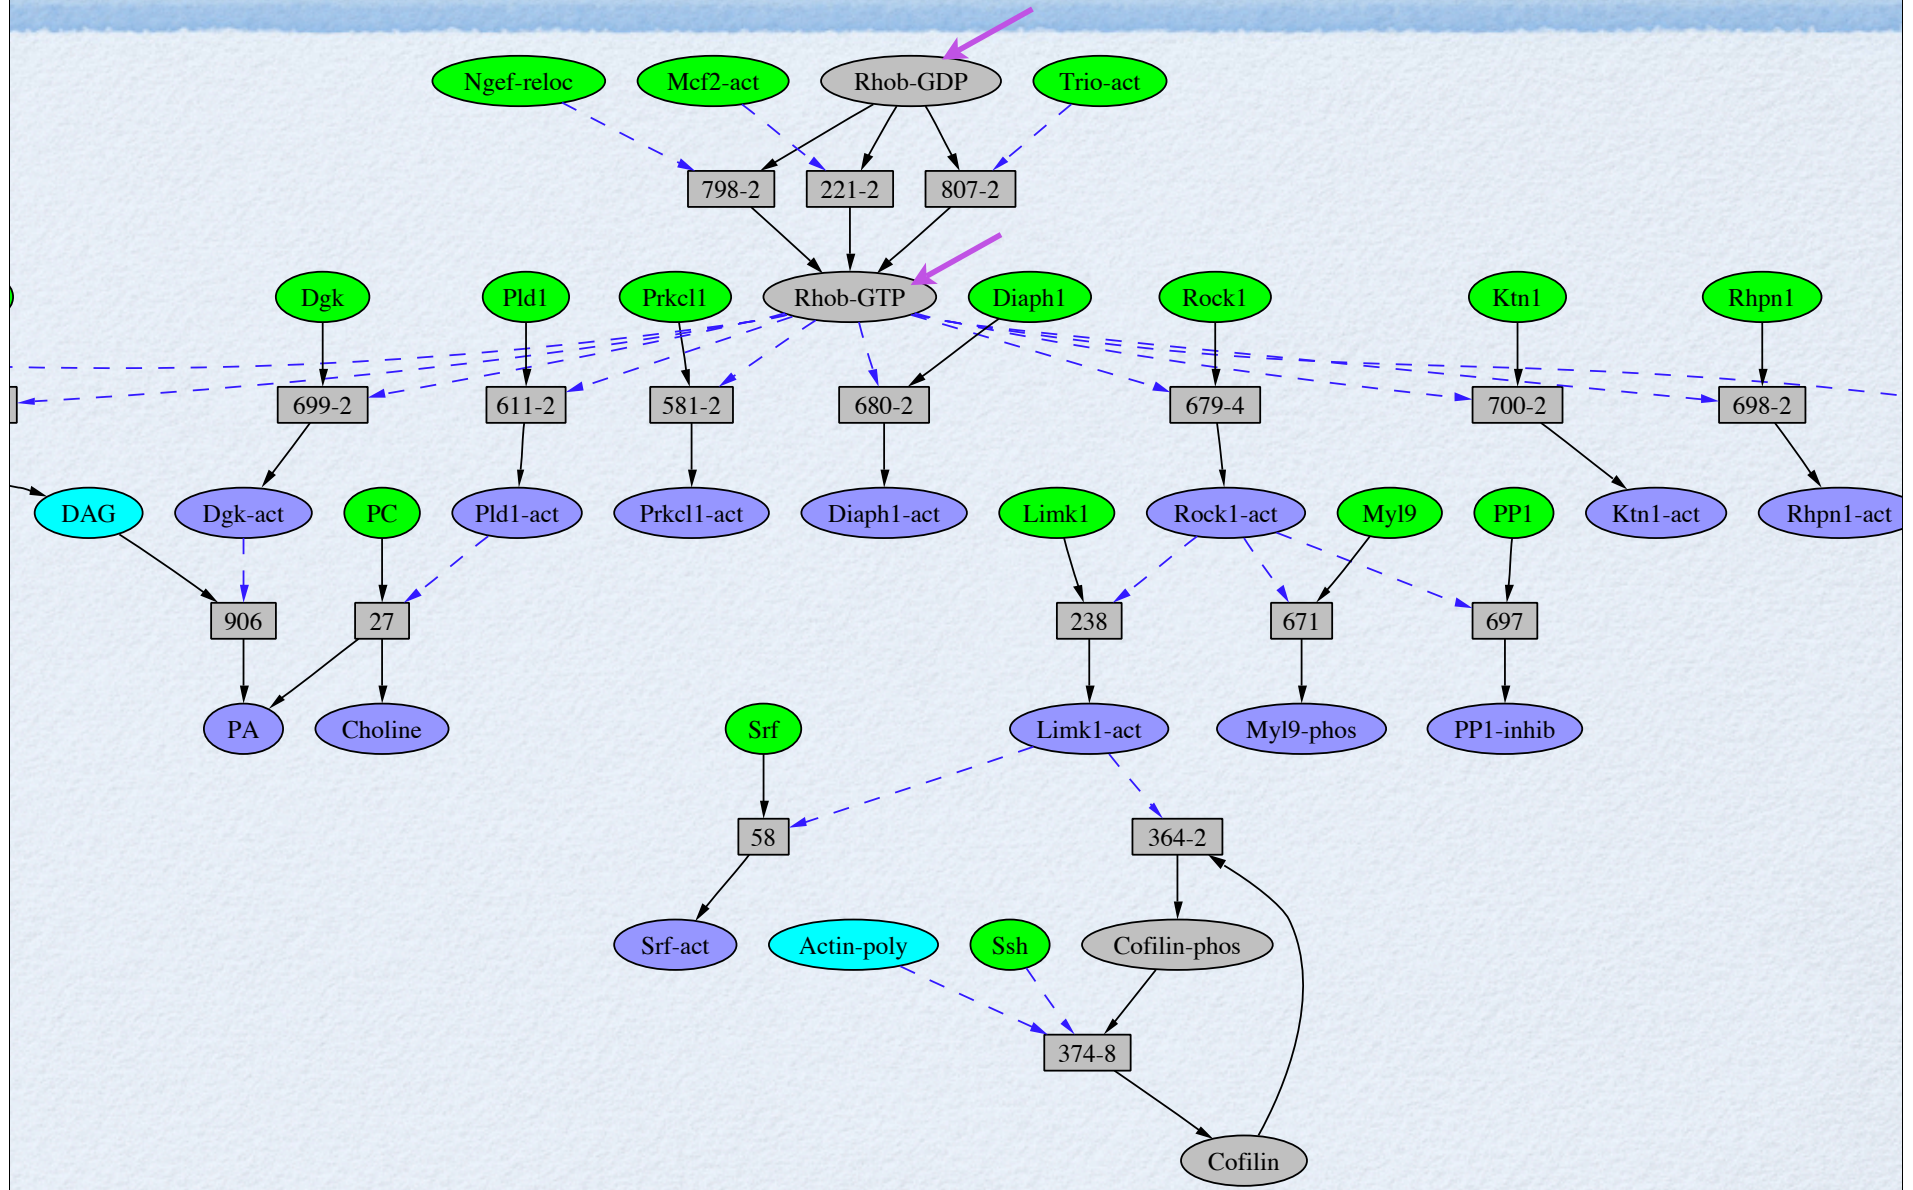 Ngef-reloc
Mcf2-act
Rhob-GDP
Trio-act
798-2
221-2
807-2
Dgk
Pld1
Prkcl1
Rhob-GTP
Diaph1
Rock1
Ktn1
Rhpn1
699-2
611-2
581-2
680-2
679-4
700-2
698-2
DAG
Dgk-act
PC
Pld1-act
Prkcl1-act
Diaph1-act
Limk1
Rock1-act
Myl9
PP1
Ktn1-act
Rhpn1-act
906
27
238
671
697
PA
Choline
Srf
Limk1-act
Myl9-phos
PP1-inhib
58
364-2
Srf-act
Actin-poly
Ssh
Cofilin-phos
374-8
Cofilin